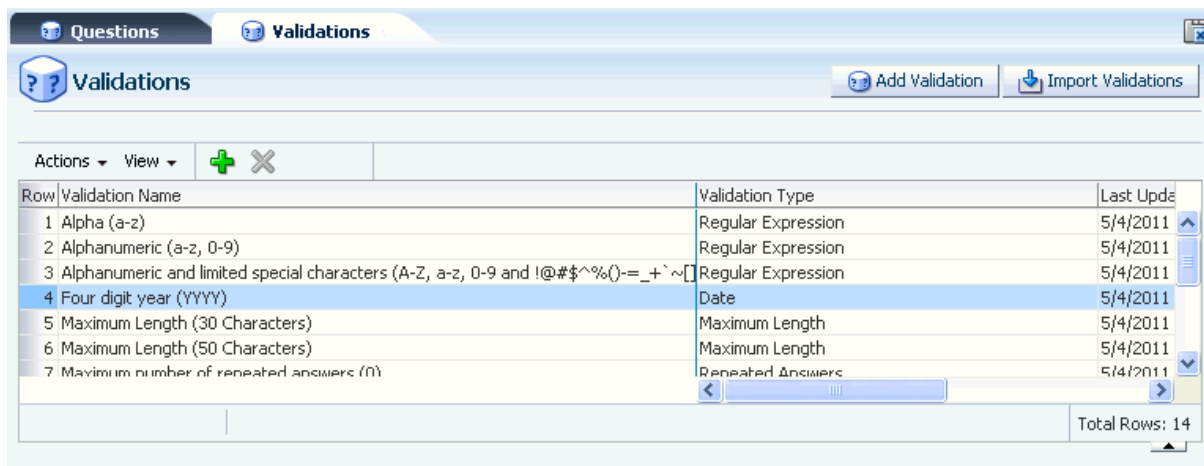 Questions Validations
Validations Add Validation Import Validations
Actions View
Row Validation Name Validation Type Last Upda
1 Alpha (a-z) Regular Expression 5/4/2011
2 Alphanumeric (a-z, 0-9) Regular Expression 5/4/2011
3 Alphanumeric and limited special characters (A-Z, a-z, 0-9 and !@#$^%()-=_+`~[] Regular Expression 5/4/2011
4 Four digit year (YYYY) Date 5/4/2011
5 Maximum Length (30 Characters) Maximum Length 5/4/2011
6 Maximum Length (50 Characters) Maximum Length 5/4/2011
7 Maximum number of repeated answers (0) Repeated Answers 5/4/2011
Total Rows: 14